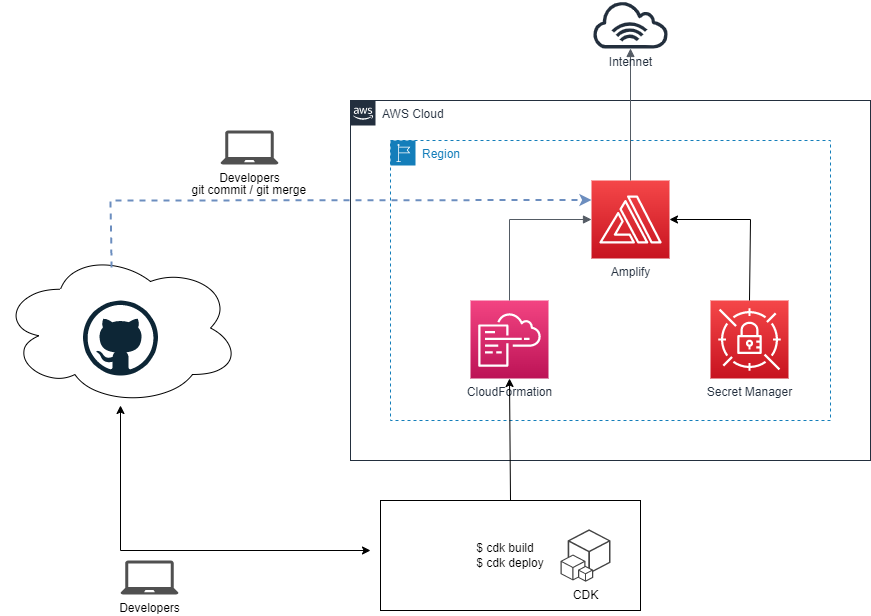 Internet
aws
AWS Cloud
Region
Developers
git commit / git merge
Amplify
CloudFormation
Secret Manager
$ cdk build
$ cdk deploy
CDK
Developers